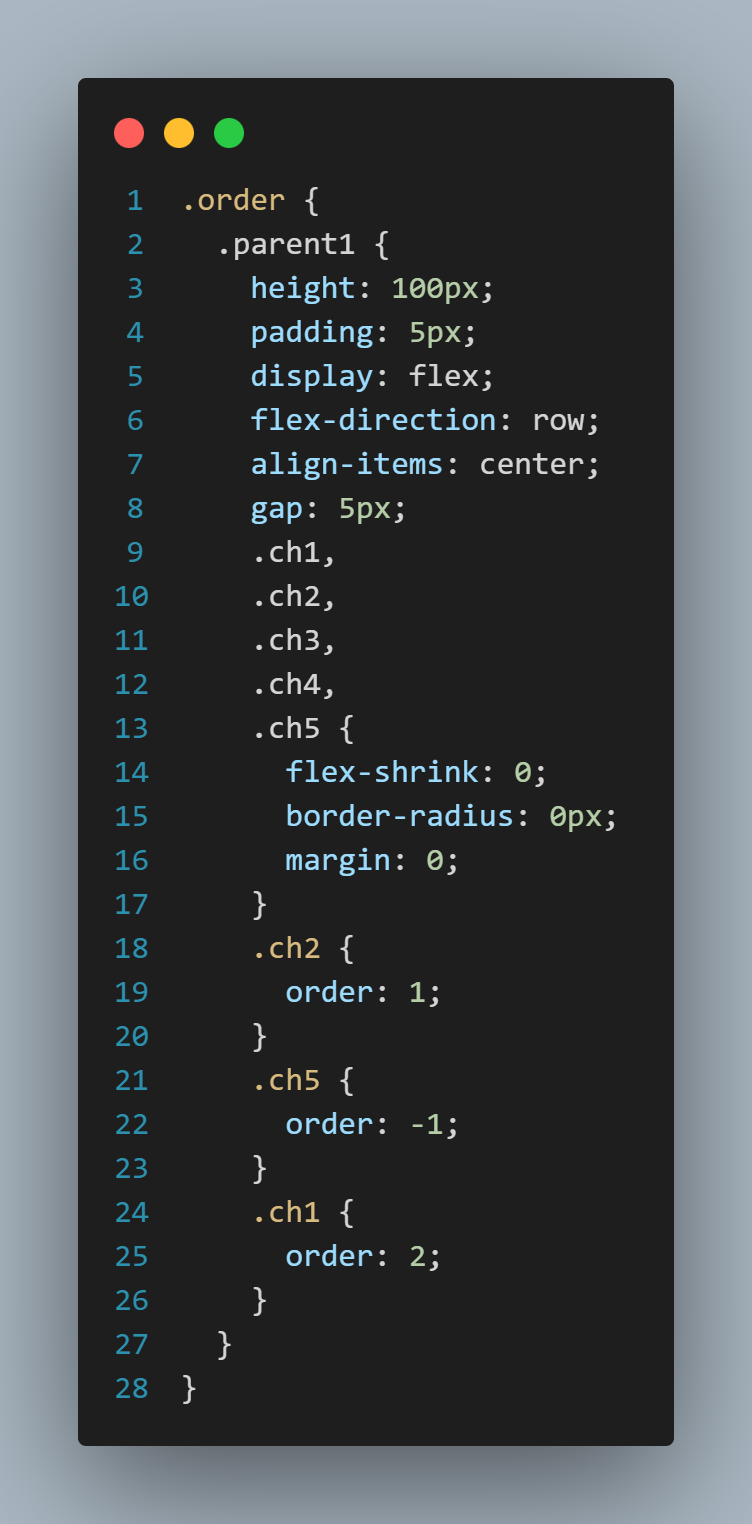 1 .order {
2   .parent1 {
3     height: 100px;
4     padding: 5px;
5     display: flex;
6     flex-direction: row;
7     align-items: center;
8     gap: 5px;
9     .ch1,
10     .ch2,
11     .ch3,
12     .ch4,
13     .ch5 {
14       flex-shrink: 0;
15       border-radius: 0px;
16       margin: 0;
17     }
18     .ch2 {
19       order: 1;
20     }
21     .ch5 {
22       order: -1;
23     }
24     .ch1 {
25       order: 2;
26     }
27   }
28 }